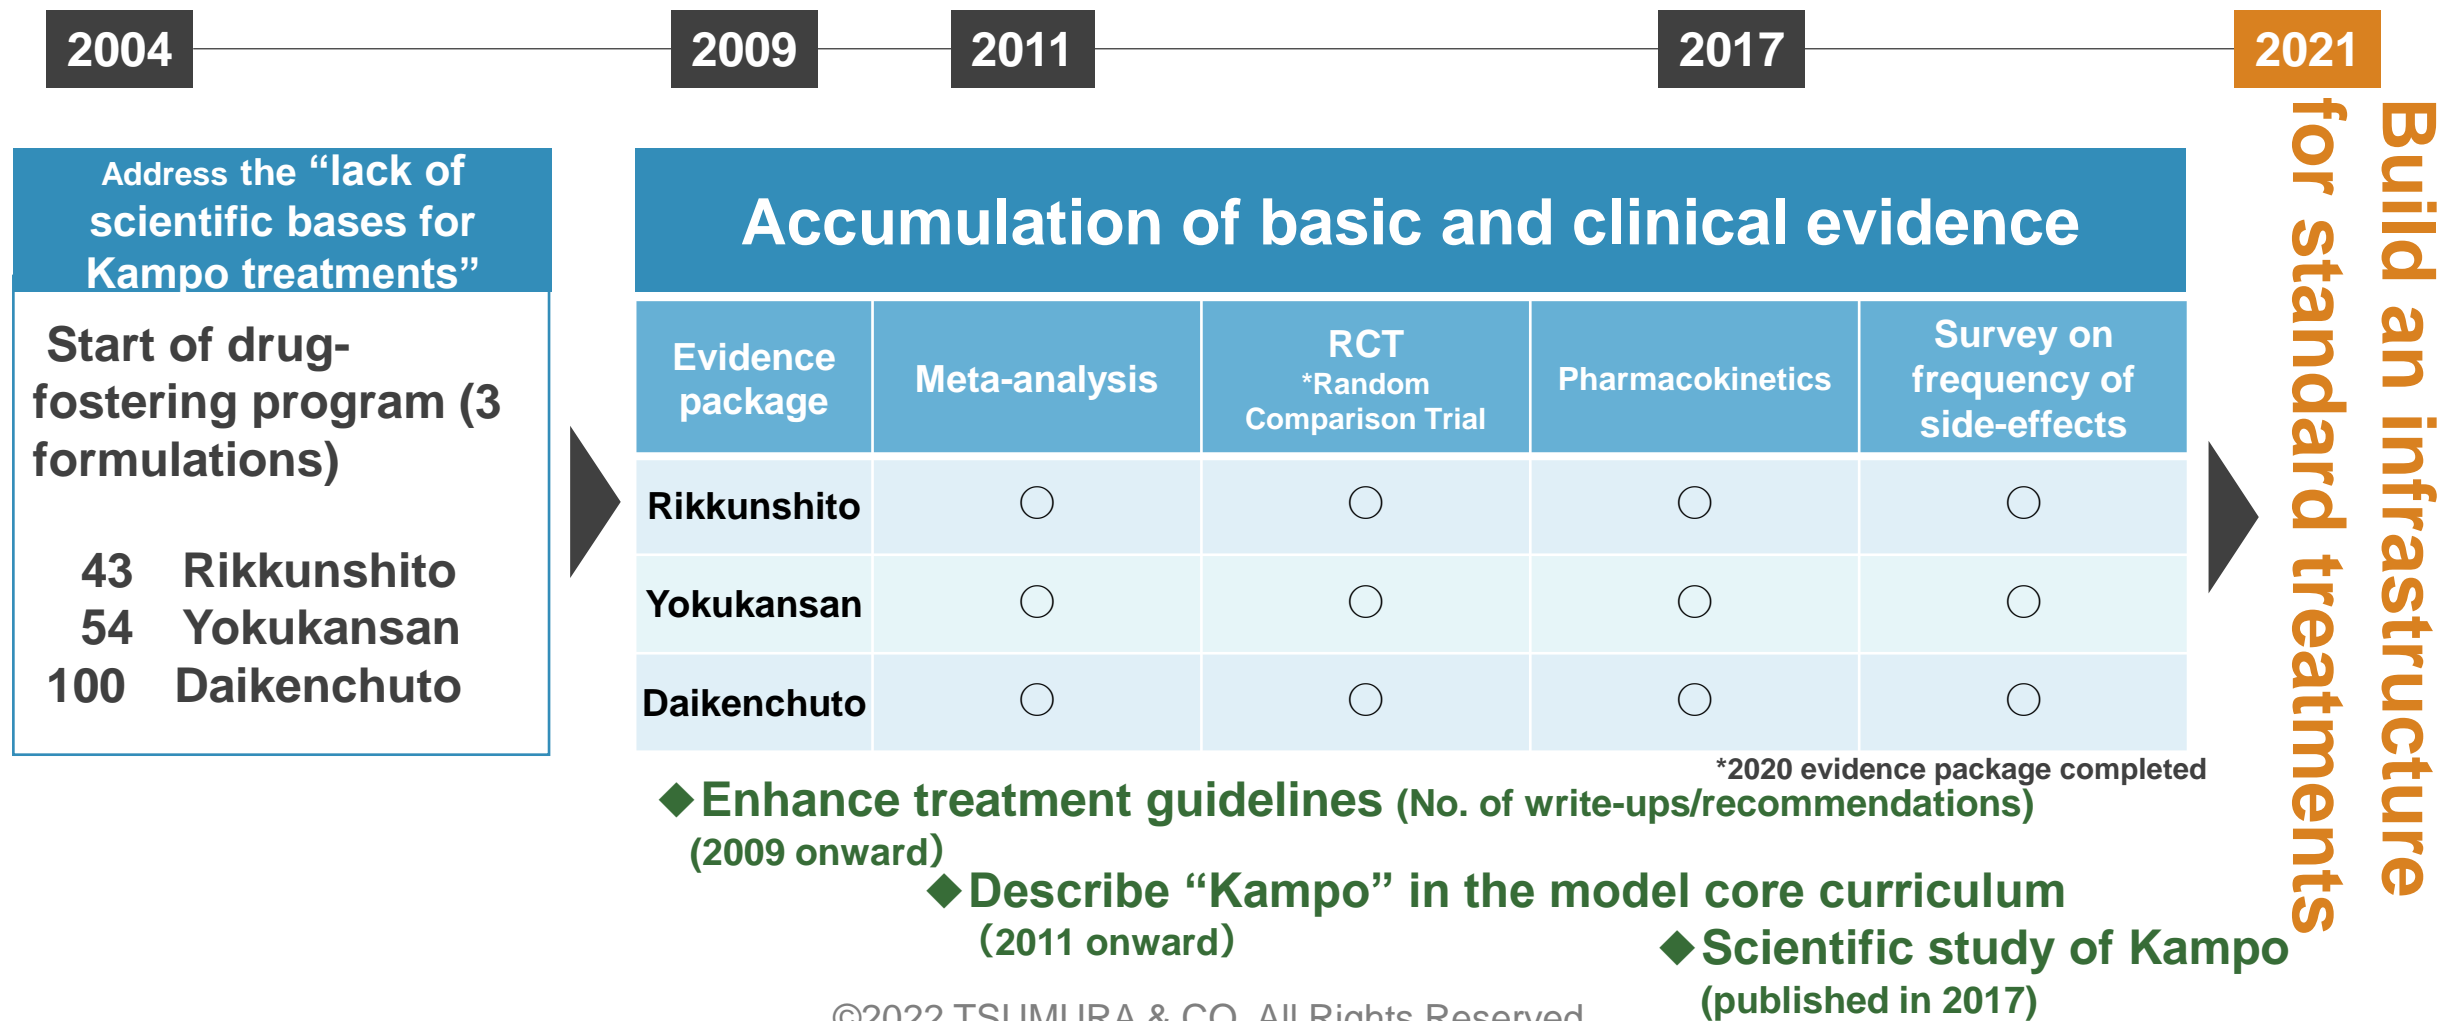 2004
2009
2011
2017
2021
Address the “lack of
scientific bases for
Kampo treatments”
Start of drug-
fostering program (3
formulations)
43 Rikkunshito
54 Yokukansan
100 Daikenchuto
Accumulation of basic and clinical evidence
Evidence
package
Meta-analysis
RCT
*Random
Comparison Trial
Pharmacokinetics
Survey on
frequency of
side-effects
Rikkunshito ○ ○ ○ ○
Yokukansan ○ ○ ○ ○
Daikenchuto ○ ○ ○ ○
*2020 evidence package completed
◆Enhance treatment guidelines (No. of write-ups/recommendations)
(2009 onward）
◆Describe “Kampo” in the model core curriculum
（2011 onward）
◆Scientific study of Kampo
(published in 2017)
Build an infrastructure
for standard treatments
©2022 TSUMURA & CO. All Rights Reserved